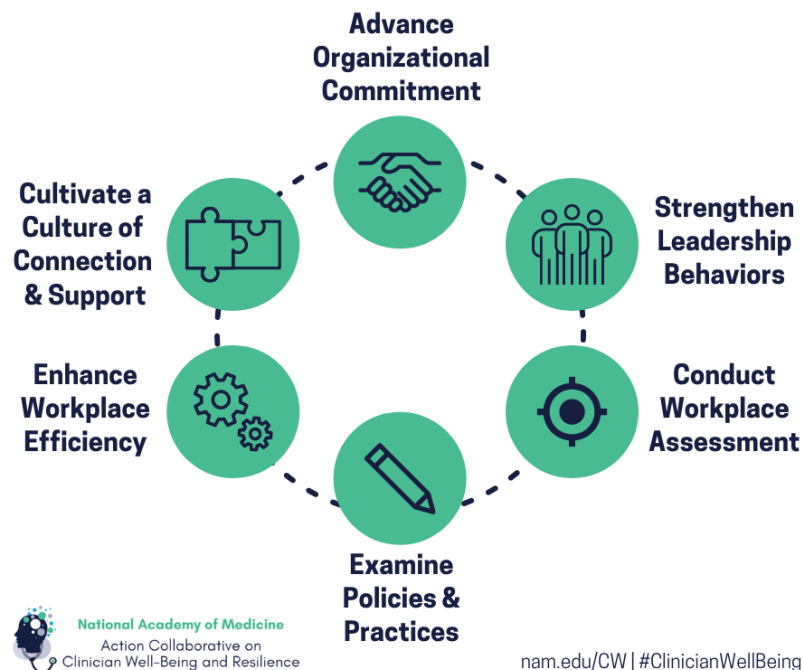 Advance
Organizational
Commitment
Strengthen
Leadership
Behaviors
Conduct
Workplace
Assessment
Examine
Policies &
Practices
Enhance
Workplace
Efficiency
Cultivate a
Culture of
Connection
& Support
National Academy of Medicine
Action Collaborative on
Clinician Well-Being and Resilience
nam.edu/CW | #ClinicianWellBeing